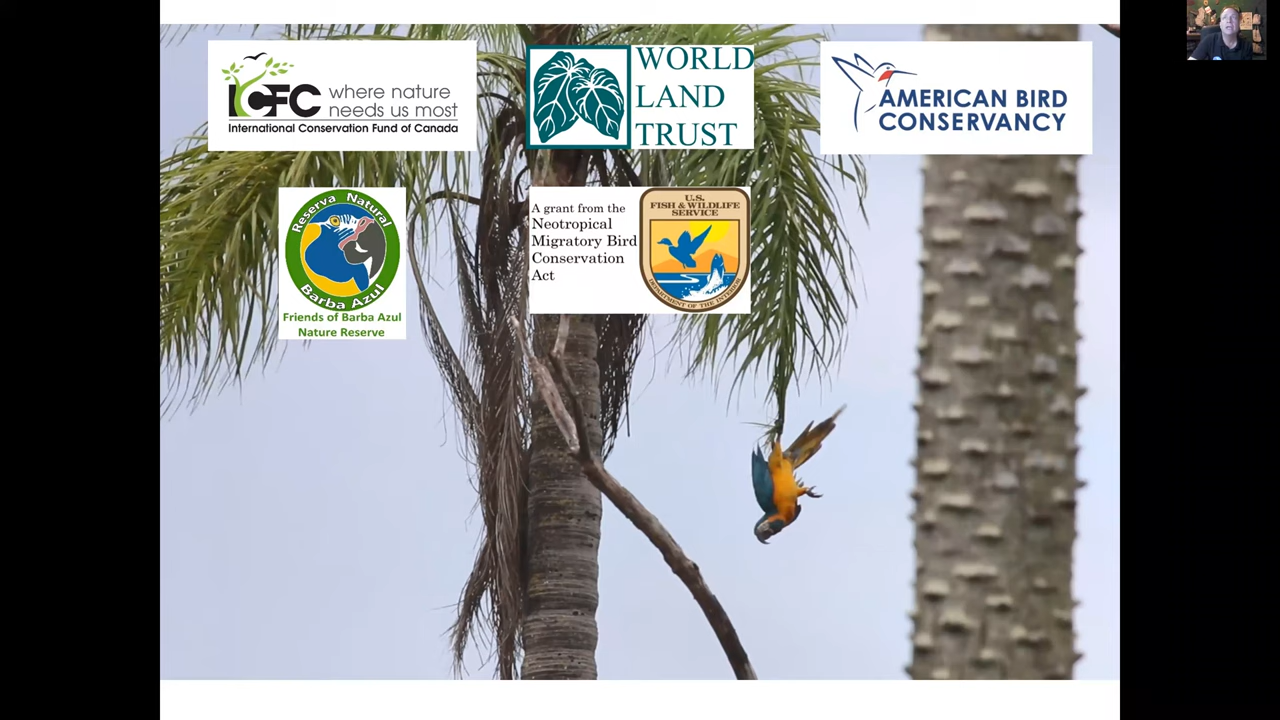 ICFC where nature
needs us most
International Conservation Fund of Canada
WORLD
LAND
TRUST
AMERICAN BIRD
CONSERVANCY
Reserva Natural
Barba Azul
Friends of Barba Azul
Nature Reserve
A grant from the
Neotropical
Migratory Bird
Conservation
Act
U.S.
FISH & WILDLIFE
SERVICE
DEPARTMENT OF THE INTERIOR